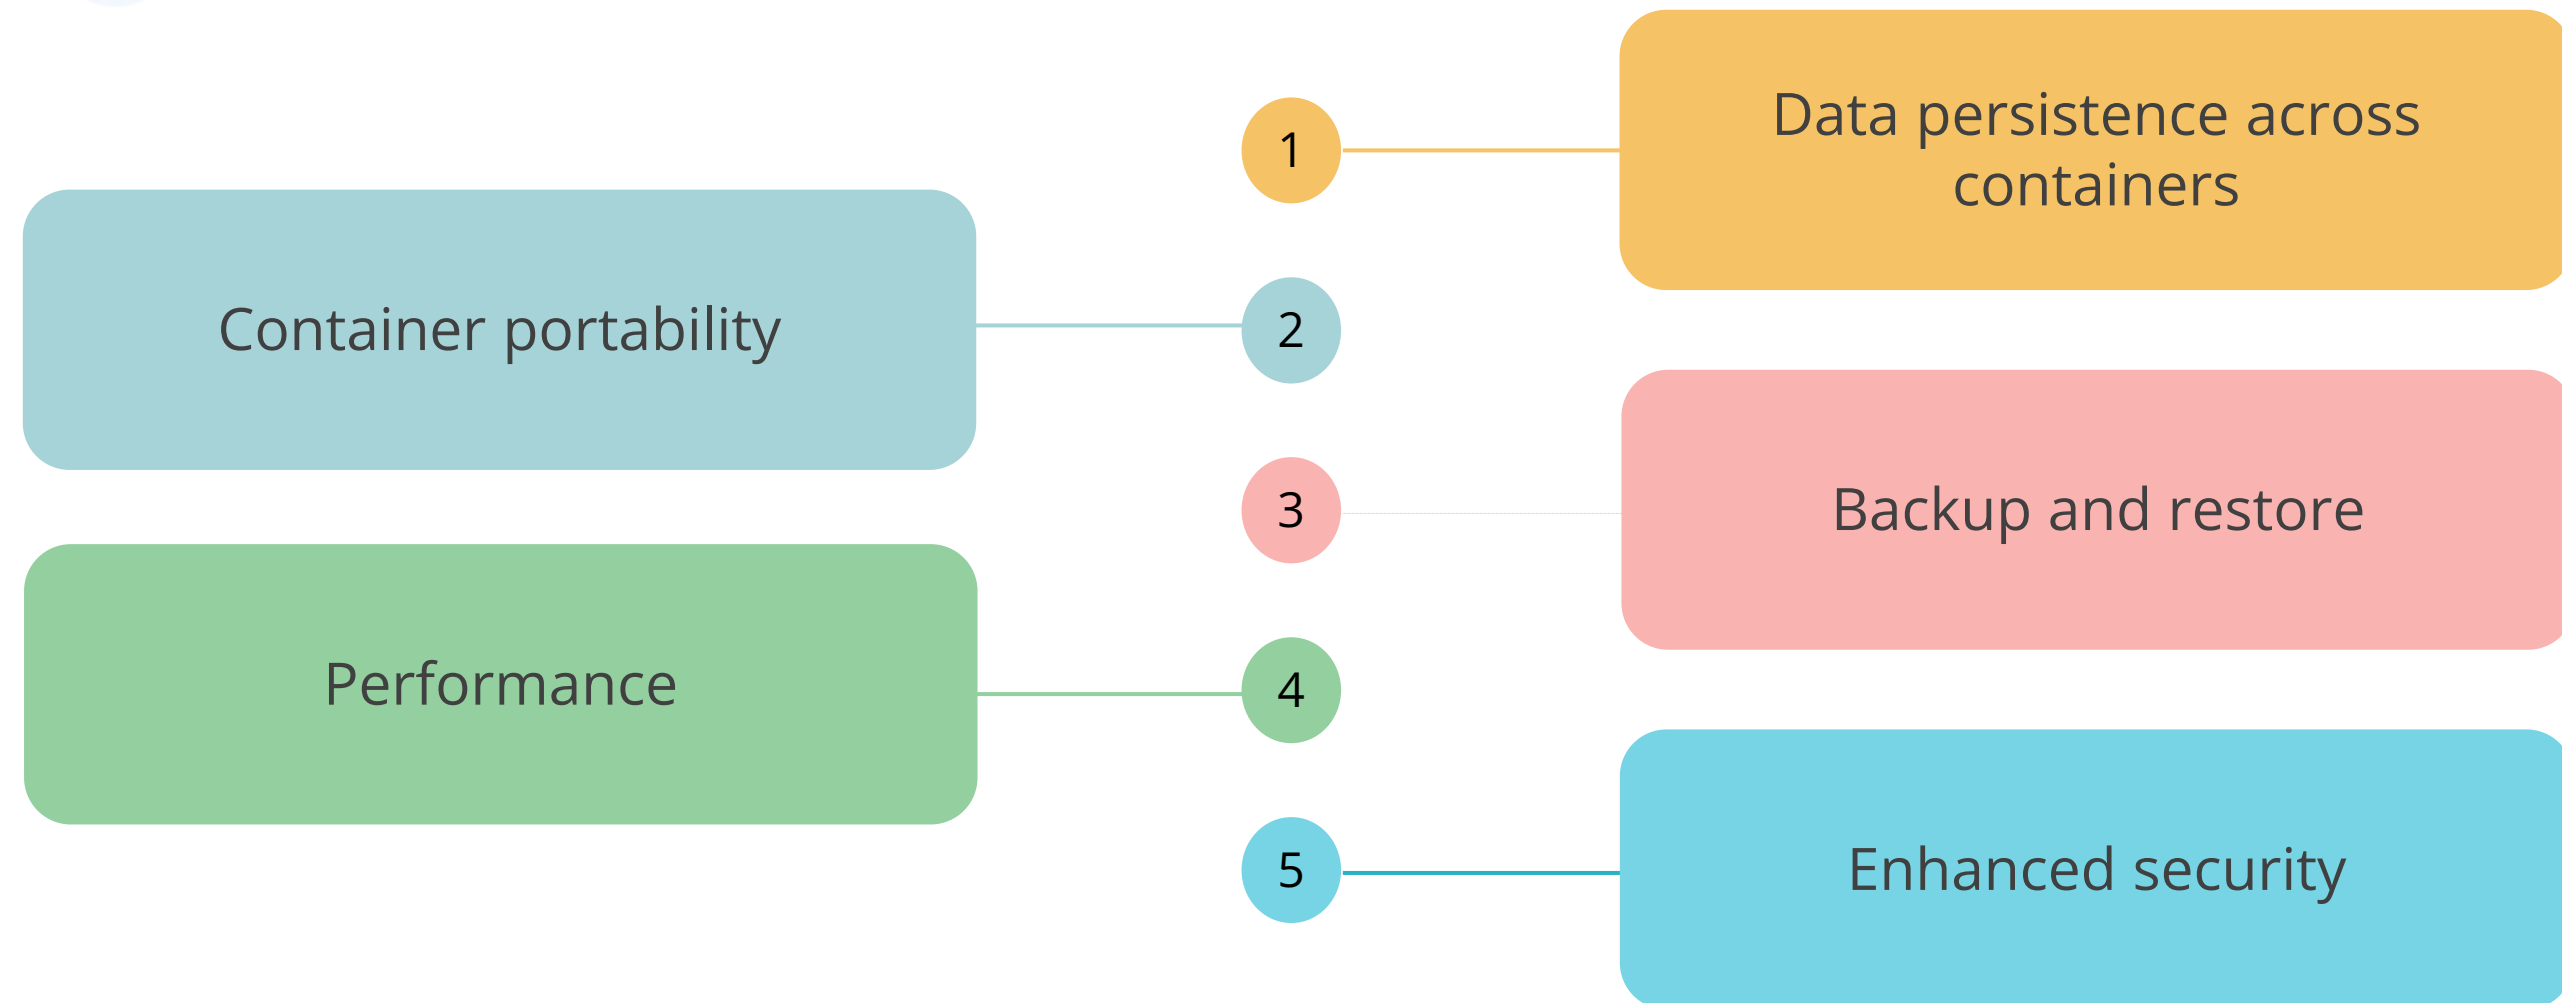 1
Data persistence across
containers
Container portability
2
3
Backup and restore
Performance
4
5
Enhanced security